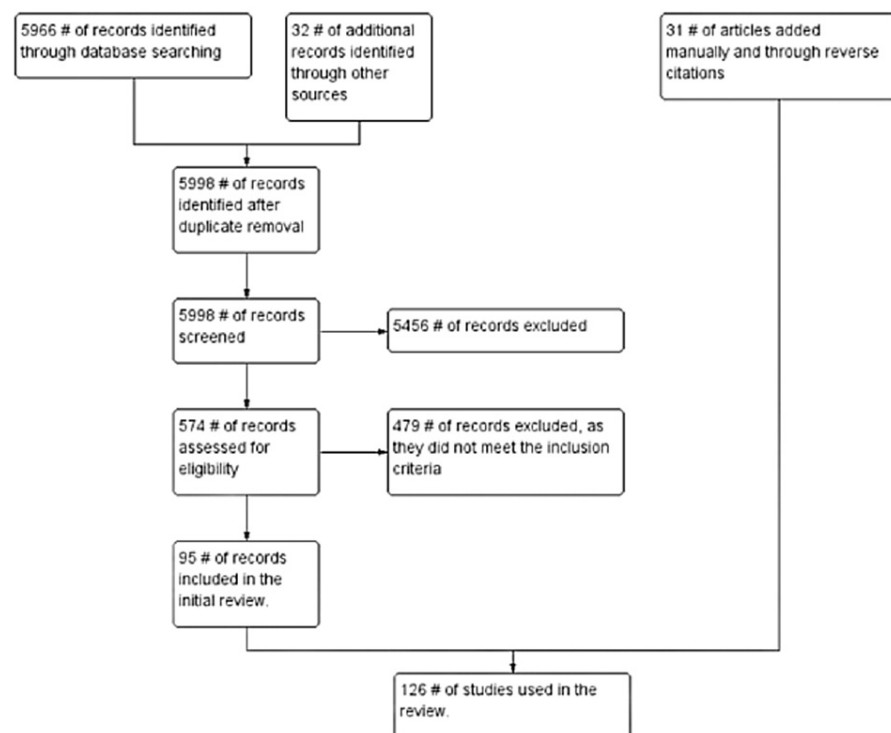 5966 # of records identified
through database searching
32 # of additional
records identified
through other
sources
31 # of articles added
manually and through reverse
citations
5998 # of records
identified after
duplicate removal
5998 # of records
screened
5456 # of records excluded
574 # of records
assessed for
eligibility
479 # of records excluded, as
they did not meet the inclusion
criteria
95 # of records
included in the
initial review.
126 # of studies used in the
review.